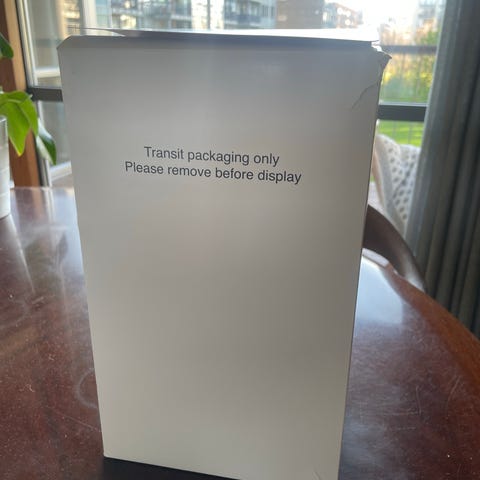 Transit packaging only
Please remove before display